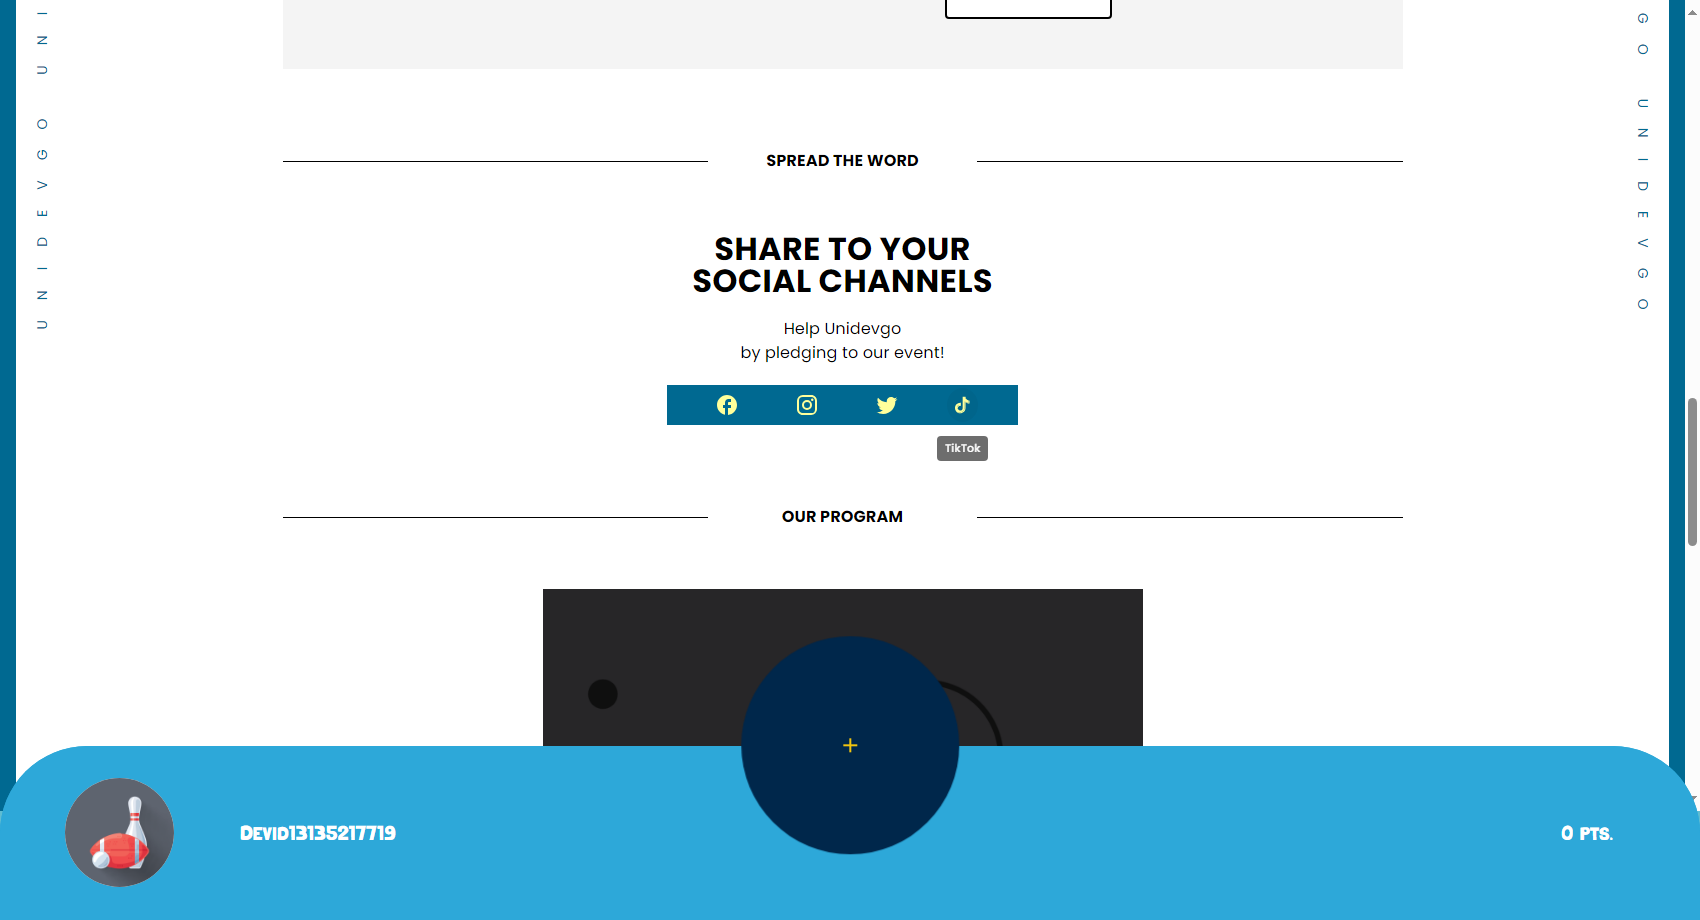 UNIDEVGO UNI
GO UNIDEVGO
SPREAD THE WORD
SHARE TO YOUR
SOCIAL CHANNELS
Help Unidevgo
by pledging to our event!
TikTok
OUR PROGRAM
+
Devid13135217719
0 pts.